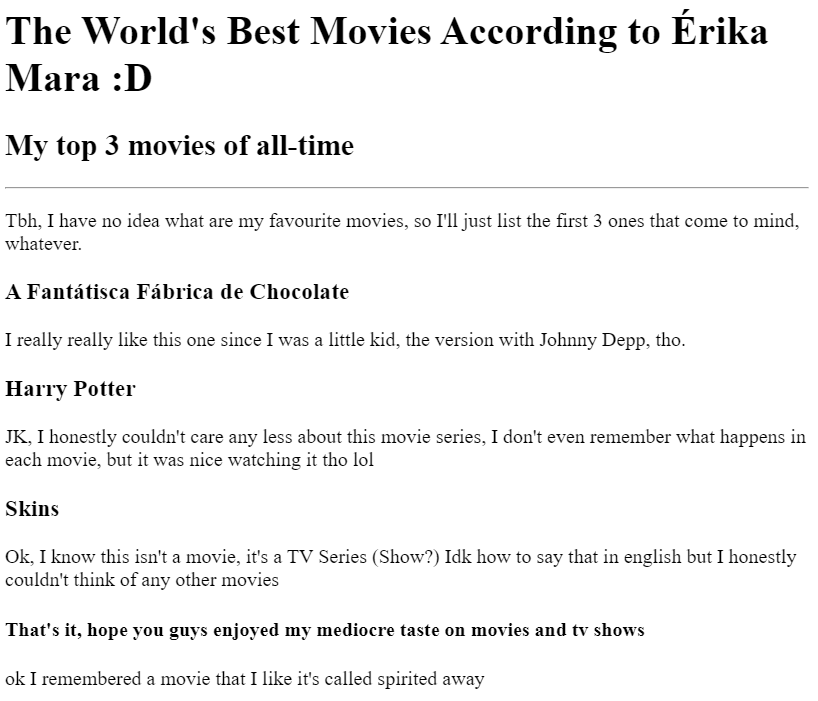 The World's Best Movies According to Érika
Mara :D
My top 3 movies of all-time
Tbh, I have no idea what are my favourite movies, so I'll just list the first 3 ones that come to mind,
whatever.
A Fantátisca Fábrica de Chocolate
I really really like this one since I was a little kid, the version with Johnny Depp, tho.
Harry Potter
JK, I honestly couldn't care any less about this movie series, I don't even remember what happens in
each movie, but it was nice watching it tho lol
Skins
Ok, I know this isn't a movie, it's a TV Series (Show?) Idk how to say that in english but I honestly
couldn't think of any other movies
That's it, hope you guys enjoyed my mediocre taste on movies and tv shows
ok I remembered a movie that I like it's called spirited away